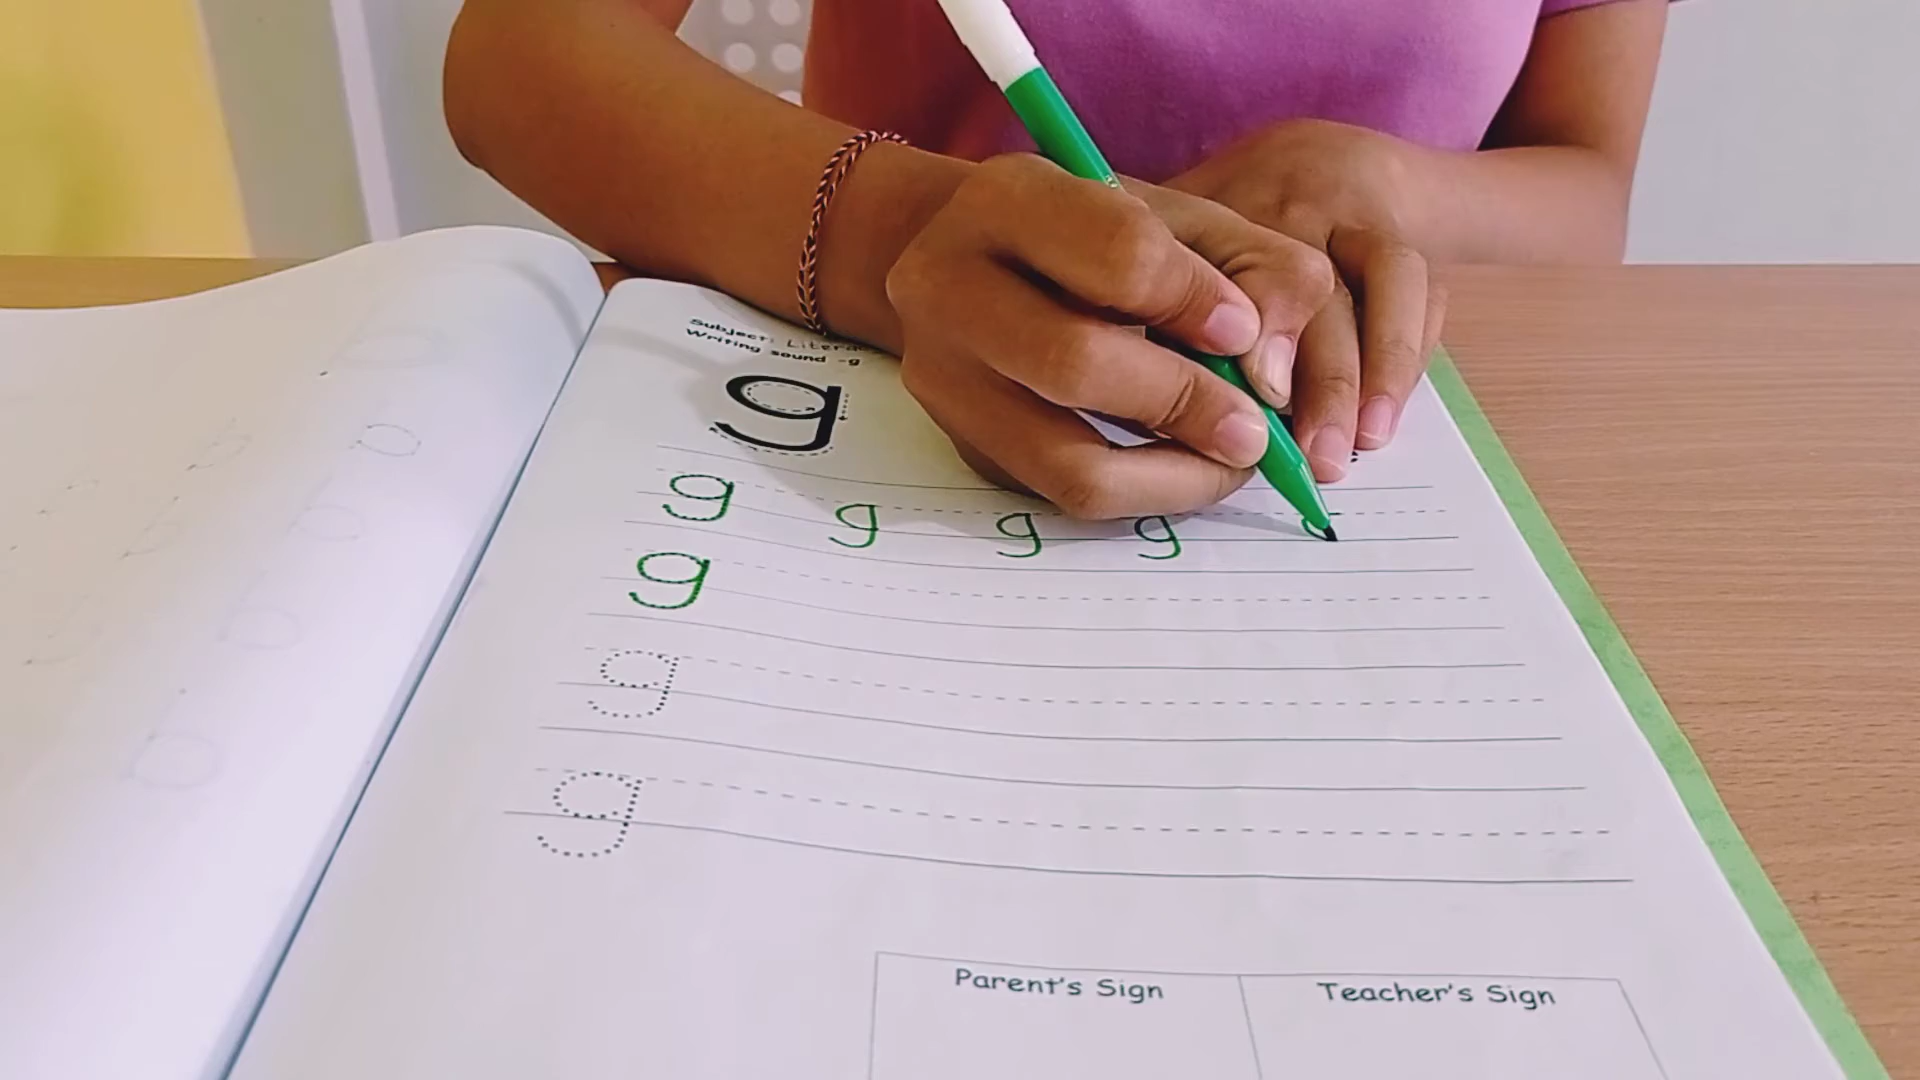 Subject: Litera
Writing sound -g
g
g g g g
g
g
g
Parent's Sign Teacher's Sign